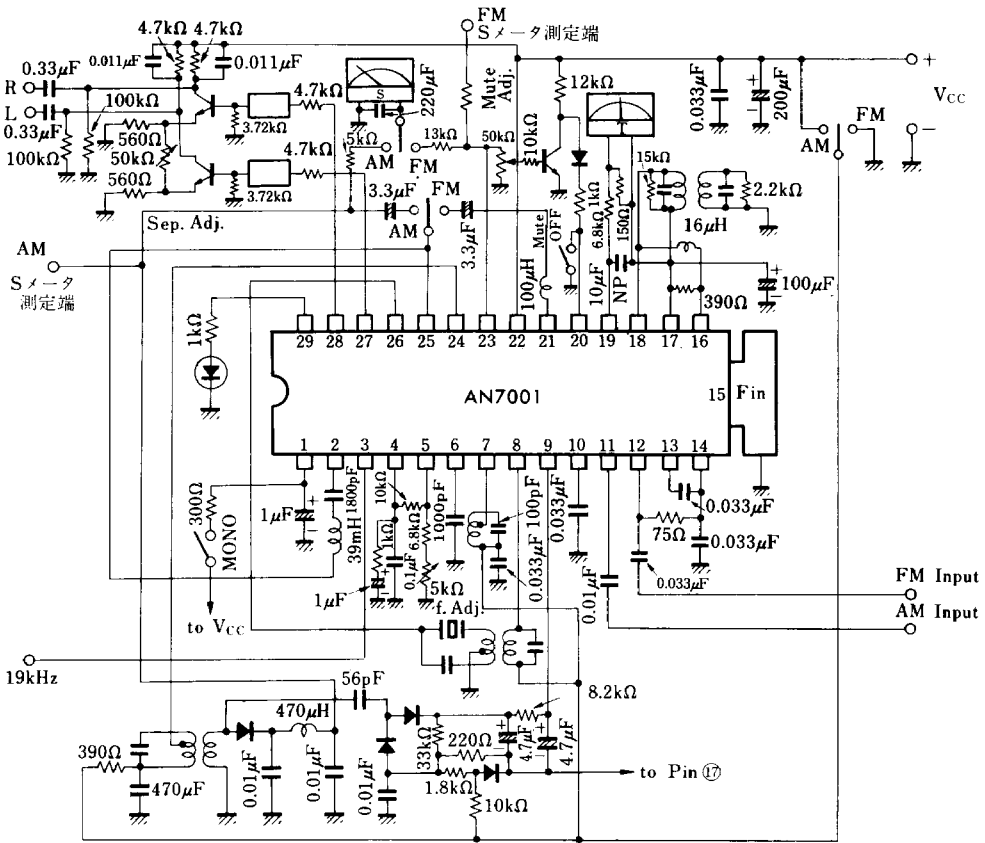 4.7kΩ 4.7kΩ
0.011μF
0.011μF
0.33μF
R
L
0.33μF
100kΩ
100kΩ
560Ω
50kΩ
560Ω
3.72kΩ
3.72kΩ
4.7kΩ
4.7kΩ
Sep. Adj.
S
220μF
FM
Sメータ測定端
5kΩ
AM
FM
13kΩ
Mute Adj.
50kΩ
10kΩ
12kΩ
3.3μF
FM
AM
3.3μF
Mute OFF
1kΩ
6.8kΩ
150Ω
15kΩ
16μH
2.2kΩ
0.033μF
+
200μF
FM
AM
+
Vcc
−
AM
Sメータ
測定端
100μH
10μF
NP
390Ω
+
100μF
−
1kΩ
29 28 27 26 25 24 23 22 21 20 19 18 17 16
AN7001
15
Fin
1 2 3 4 5 6 7 8 9 10 11 12 13 14
300Ω
MONO
to Vcc
+
1μF
−
1800pF
39mH
10kΩ
1kΩ
+
1μF
−
0.1μF
6.8kΩ
5kΩ
f. Adj.
1000pF
100pF
0.033μF
0.033μF
0.01μF
0.033μF
75Ω
0.033μF
0.033μF
FM Input
AM Input
19kHz
56pF
8.2kΩ
470μH
390Ω
470μF
0.01μF
0.01μF
0.01μF
33kΩ
220Ω
1.8kΩ
10kΩ
+
4.7μF
−
+
4.7μF
−
to Pin⑰